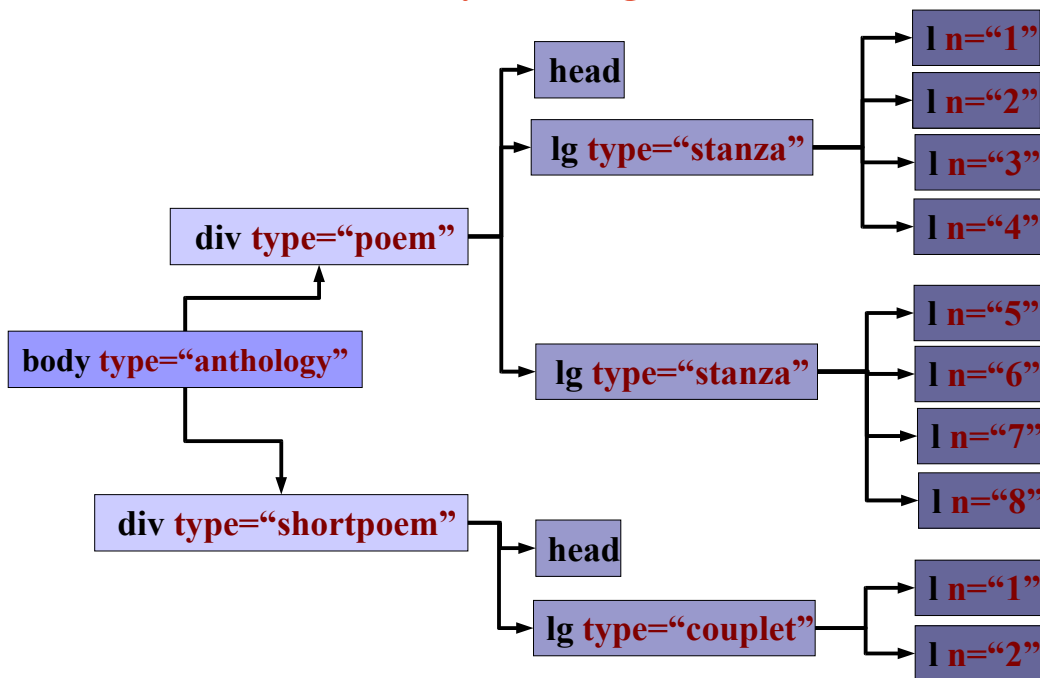 body type=“anthology”
div type=“poem”
head
lg type=“stanza”
l n=“1”
l n=“2”
l n=“3”
l n=“4”
lg type=“stanza”
l n=“5”
l n=“6”
l n=“7”
l n=“8”
div type=“shortpoem”
head
lg type=“couplet”
l n=“1”
l n=“2”